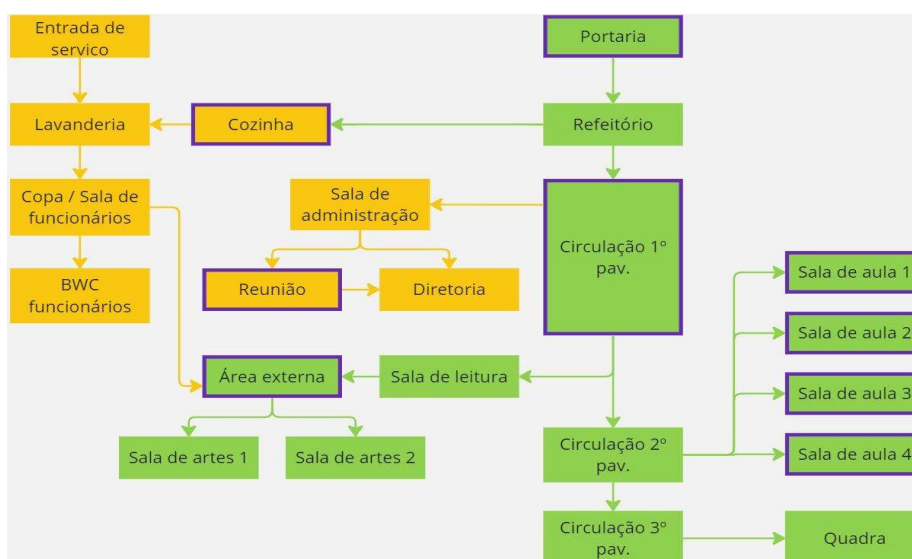 Entrada de
servico
Portaria
Lavanderia
Cozinha
Refeitório
Copa / Sala de
funcionários
Sala de
administração
Circulação 1º
pav.
BWC
funcionários
Reunião
Diretoria
Sala de aula 1
Sala de aula 2
Área externa
Sala de leitura
Sala de aula 3
Sala de artes 1
Sala de artes 2
Circulação 2º
pav.
Sala de aula 4
Circulação 3º
pav.
Quadra